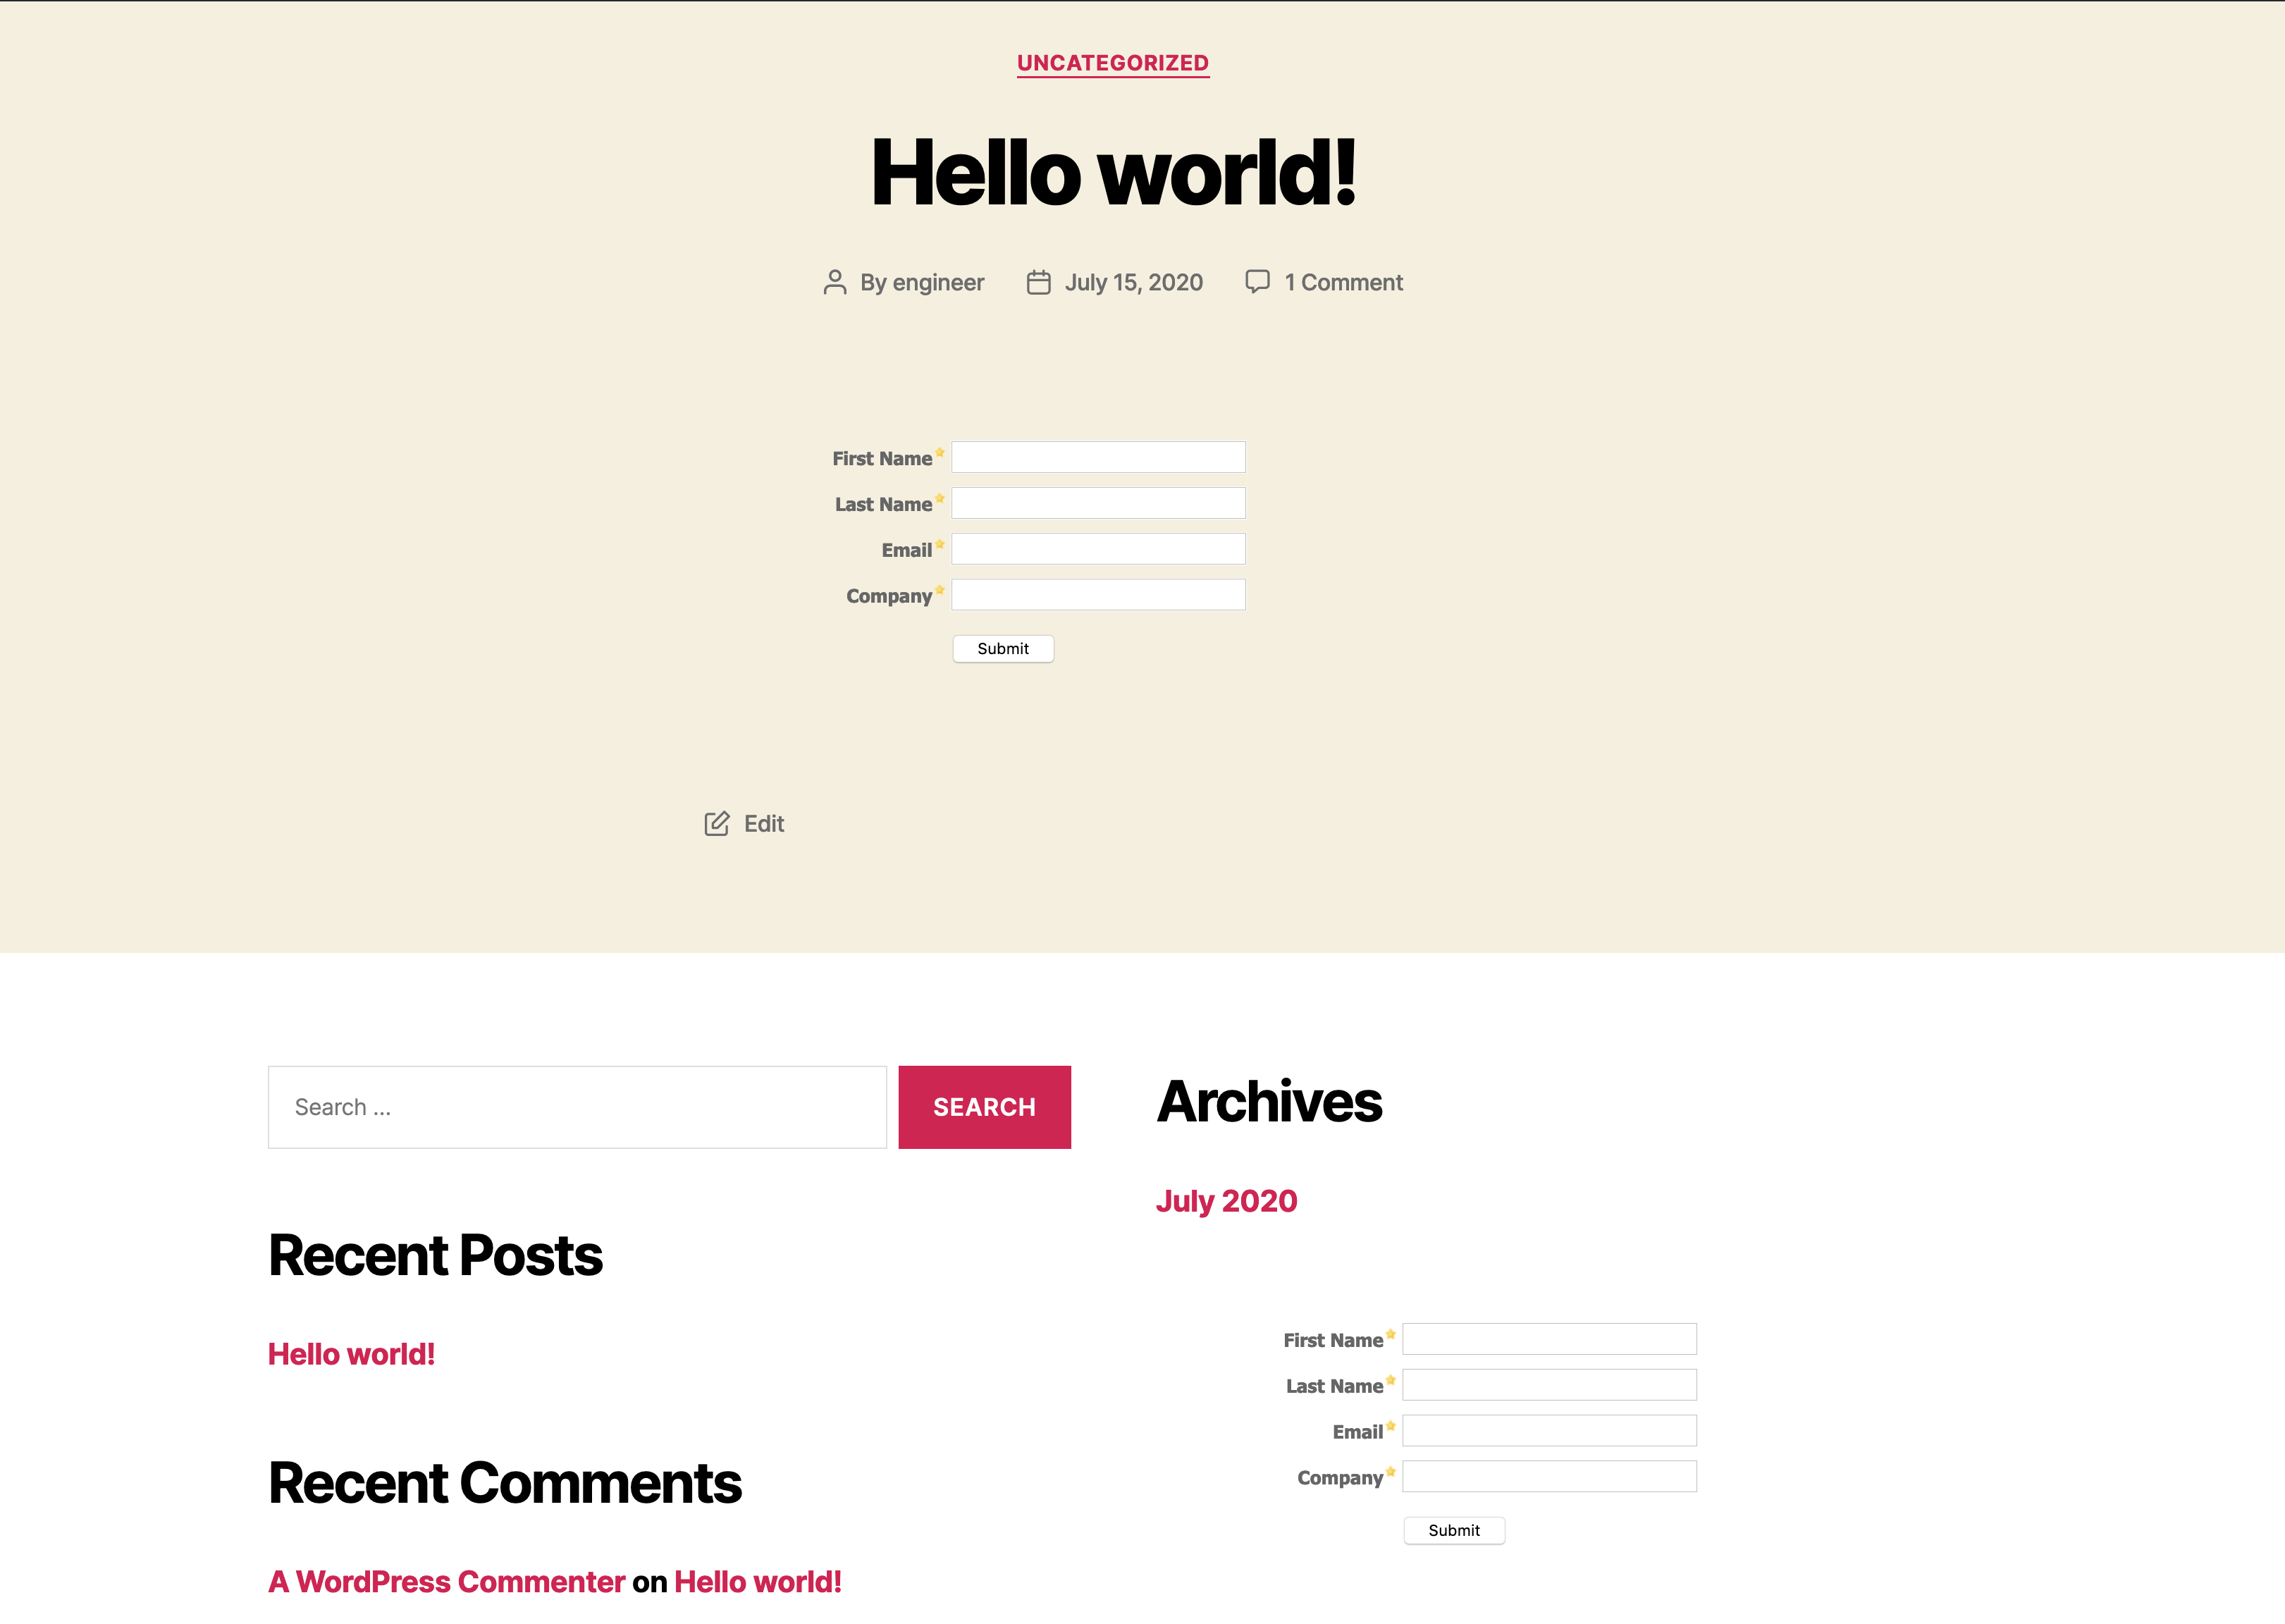 UNCATEGORIZED
Hello world!
By engineer July 15, 2020 1 Comment
First Name
Last Name
Email
Company
Submit
Edit
Search …
SEARCH
Recent Posts
Hello world!
Recent Comments
A WordPress Commenter on Hello world!
Archives
July 2020
First Name
Last Name
Email
Company
Submit